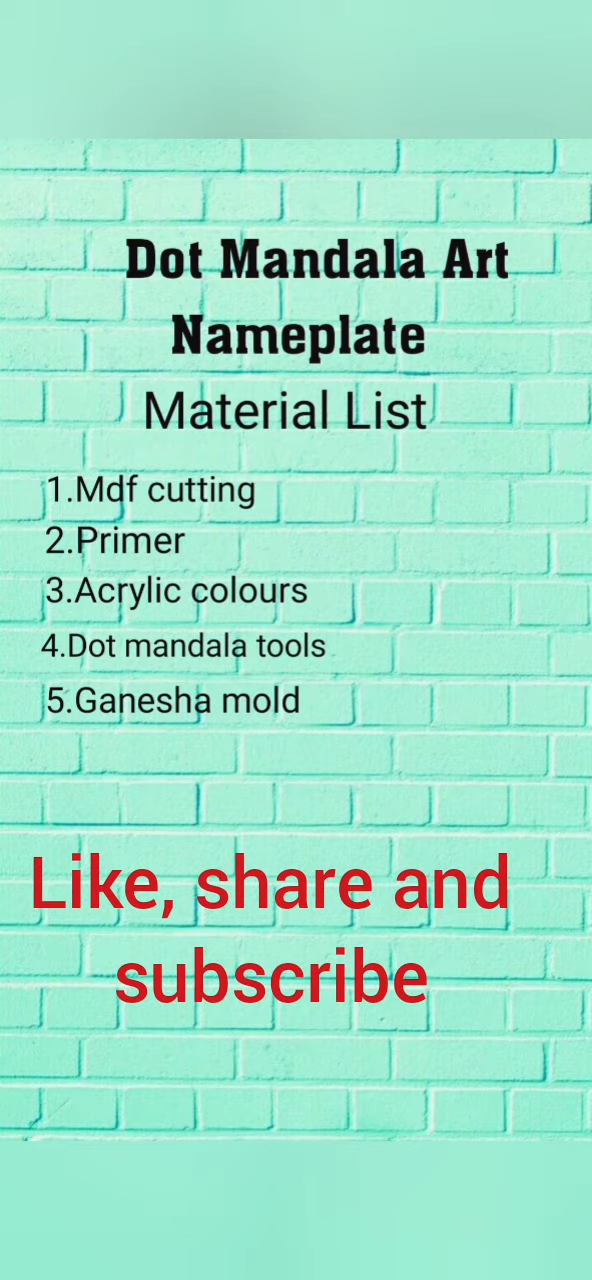 Dot Mandala Art
Nameplate
Material List
1.Mdf cutting
2.Primer
3.Acrylic colours
4.Dot mandala tools
5.Ganesha mold
Like, share and
subscribe